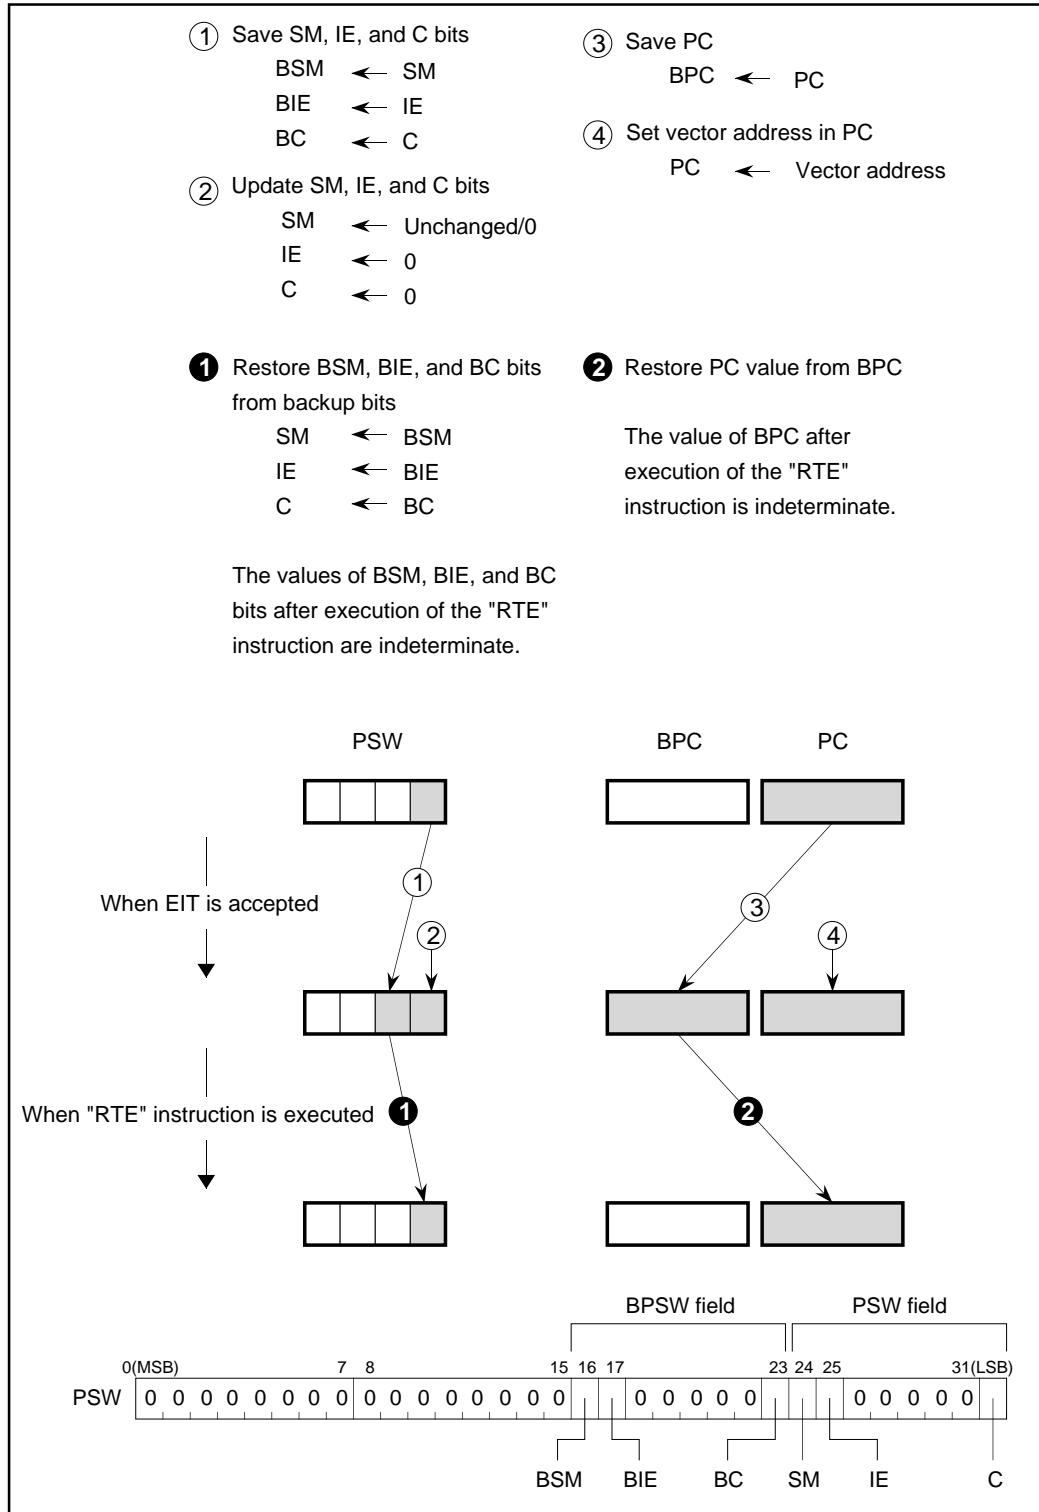 ① Save SM, IE, and C bits
BSM ← SM
BIE ← IE
BC ← C
② Update SM, IE, and C bits
SM ← Unchanged/0
IE ← 0
C ← 0
③ Save PC
BPC ← PC
④ Set vector address in PC
PC ← Vector address
❶ Restore BSM, BIE, and BC bits
from backup bits
SM ← BSM
IE ← BIE
C ← BC
The values of BSM, BIE, and BC
bits after execution of the "RTE"
instruction are indeterminate.
❷ Restore PC value from BPC
The value of BPC after
execution of the "RTE"
instruction is indeterminate.
PSW BPC PC
① ③
When EIT is accepted
② ④
When "RTE" instruction is executed ❶ ❷
BPSW field PSW field
0(MSB) 7 8 15 16 17 23 24 25 31(LSB)
PSW 0 0 0 0 0 0 0 0 0 0 0 0 0 0 0 0 0 0 0 0 0 0 0 0 0 0
BSM BIE BC SM IE C